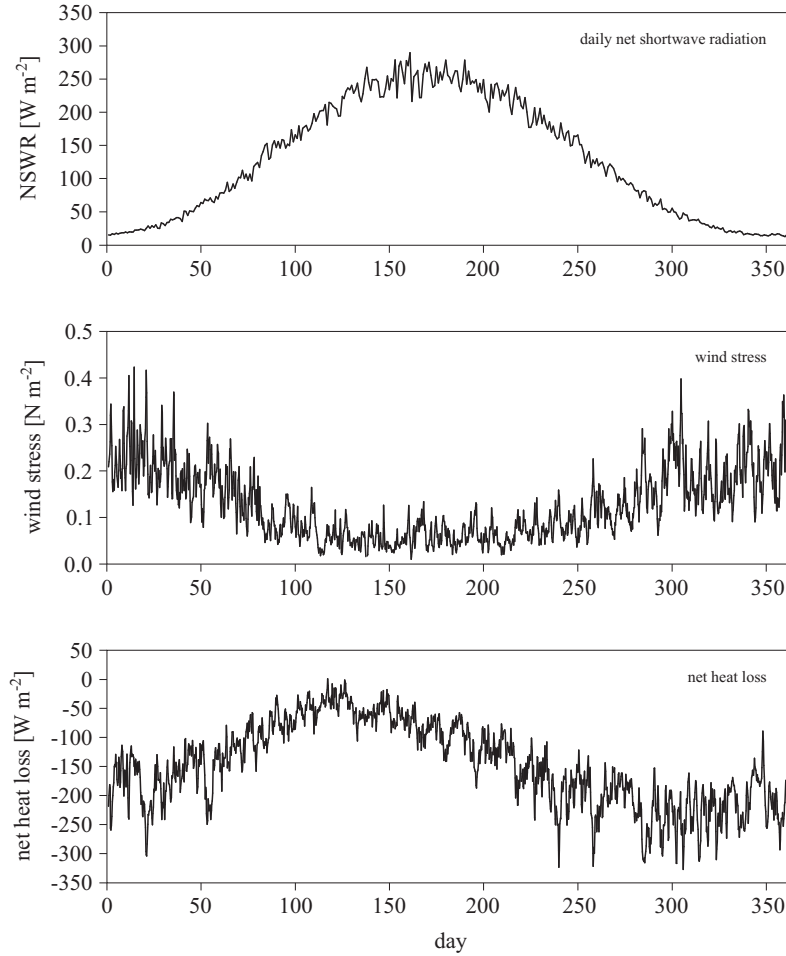 350
daily net shortwave radiation
300
250
200
150
100
50
0
NSWR [W m-2]
0 50 100 150 200 250 300 350
0.5
wind stress
0.4
0.3
0.2
0.1
0.0
wind stress [N m-2]
0 50 100 150 200 250 300 350
50
net heat loss
0
-50
-100
-150
-200
-250
-300
-350
net heat loss [W m-2]
0 50 100 150 200 250 300 350
day